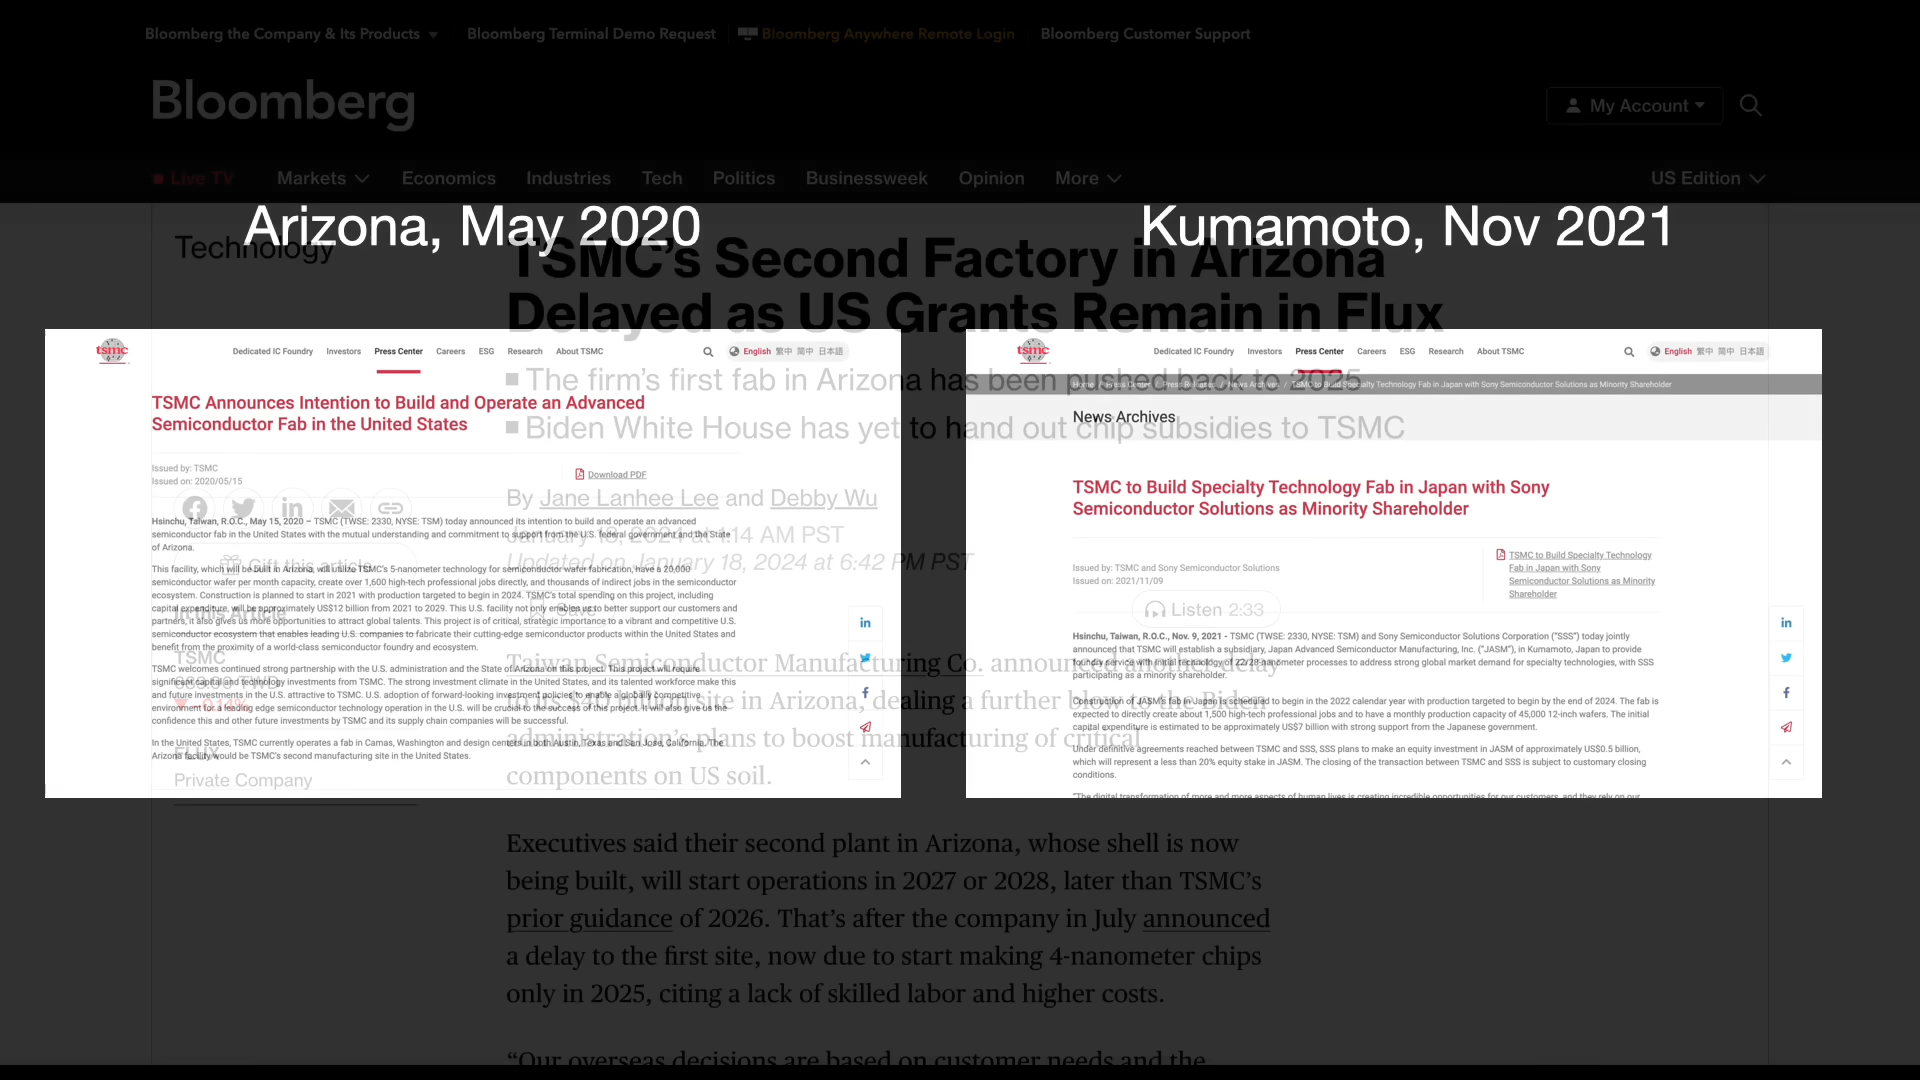 Bloomberg the Company & Its Products
Bloomberg Terminal Demo Request
Bloomberg Anywhere Remote Login
Bloomberg Customer Support
Bloomberg
My Account
Live TV
Markets
Economics
Industries
Tech
Politics
Businessweek
Opinion
More
US Edition
Arizona, May 2020
Kumamoto, Nov 2021
Technology
TSMC's Second Factory in Arizona
Delayed as US Grants Remain in Flux
The firm's first fab in Arizona has been pushed back to 2025
Biden White House has yet to hand out chip subsidies to TSMC
By Jane Lanhee Lee and Debby Wu
January 18, 2024 at 1:14 AM PST
Updated on January 18, 2024 at 6:42 PM PST
Gift this article
Save
Listen 2:33
In this Article
TSMC
FLUX
Private Company
Taiwan Semiconductor Manufacturing Co. announced another delay
to its $40 billion site in Arizona, dealing a further blow to the Biden
administration's plans to boost manufacturing of critical
components on US soil.
tsmc
Dedicated IC Foundry Investors Press Center Careers ESG Research About TSMC
English 繁中 简中 日本語
TSMC Announces Intention to Build and Operate an Advanced
Semiconductor Fab in the United States
Issued by: TSMC
Issued on: 2020/05/15
Download PDF
Hsinchu, Taiwan, R.O.C., May 15, 2020 – TSMC (TWSE: 2330, NYSE: TSM) today announced its intention to build and operate an advanced
semiconductor fab in the United States with the mutual understanding and commitment to support from the U.S. federal government and the State
of Arizona.
This facility, which will be built in Arizona, will utilize TSMC's 5-nanometer technology for semiconductor wafer fabrication, have a 20,000
semiconductor wafer per month capacity, create over 1,600 high-tech professional jobs directly, and thousands of indirect jobs in the semiconductor
ecosystem. Construction is planned to start in 2021 with production targeted to begin in 2024. TSMC's total spending on this project, including
capital expenditure, will be approximately US$12 billion from 2021 to 2029. This U.S. facility not only enables us to better support our customers and
partners, it also gives us more opportunities to attract global talents. This project is of critical, strategic importance to a vibrant and competitive U.S.
semiconductor ecosystem that enables leading U.S. companies to fabricate their cutting-edge semiconductor products within the United States and
benefit from the proximity of a world-class semiconductor foundry and ecosystem.
TSMC welcomes continued strong partnership with the U.S. administration and the State of Arizona on this project. This project will require
significant capital and technology investments from TSMC. The strong investment climate in the United States, and its talented workforce make this
and future investments in U.S. attractive to TSMC. U.S. adoption of forward-looking investment policies to enable a globally competitive
environment for a leading edge semiconductor technology operation in the U.S. will be crucial to the success of this project. It will also give us the
confidence this and other future investments by TSMC and its supply chain companies will be successful.
In the United States, TSMC currently operates a fab in Camas, Washington and design centers in both Austin, Texas and San Jose, California. The
Arizona facility would be TSMC's second manufacturing site in the United States.
tsmc
Dedicated IC Foundry Investors Press Center Careers ESG Research About TSMC
English 繁中 简中 日本語
Home / Press Center / Press Releases / News Archives / TSMC to Build Specialty Technology Fab in Japan with Sony Semiconductor Solutions as Minority Shareholder
News Archives
TSMC to Build Specialty Technology Fab in Japan with Sony
Semiconductor Solutions as Minority Shareholder
Issued by: TSMC and Sony Semiconductor Solutions
Issued on: 2021/11/09
TSMC to Build Specialty Technology
Fab in Japan with Sony
Semiconductor Solutions as Minority
Shareholder
Hsinchu, Taiwan, R.O.C., Nov. 9, 2021 - TSMC (TWSE: 2330, NYSE: TSM) and Sony Semiconductor Solutions Corporation ("SSS") today jointly
announced that TSMC will establish a subsidiary, Japan Advanced Semiconductor Manufacturing, Inc. ("JASM"), in Kumamoto, Japan to provide
foundry service with initial technology of 22/28-nanometer processes to address strong global market demand for specialty technologies, with SSS
participating as a minority shareholder.
Construction of JASM's fab in Japan is scheduled to begin in the 2022 calendar year with production targeted to begin by the end of 2024. The fab is
expected to directly create about 1,500 high-tech professional jobs and to have a monthly production capacity of 45,000 12-inch wafers. The initial
capital expenditure is estimated to be approximately US$7 billion with strong support from the Japanese government.
Under definitive agreements reached between TSMC and SSS, SSS plans to make an equity investment in JASM of approximately US$0.5 billion,
which will represent a less than 20% equity stake in JASM. The closing of the transaction between TSMC and SSS is subject to customary closing
conditions.
"The digital transformation of more and more aspects of human lives is creating incredible opportunities for our customers, and they rely on our
Executives said their second plant in Arizona, whose shell is now
being built, will start operations in 2027 or 2028, later than TSMC's
prior guidance of 2026. That's after the company in July announced
a delay to the first site, now due to start making 4-nanometer chips
only in 2025, citing a lack of skilled labor and higher costs.
"Our overseas decisions are based on customer needs and the